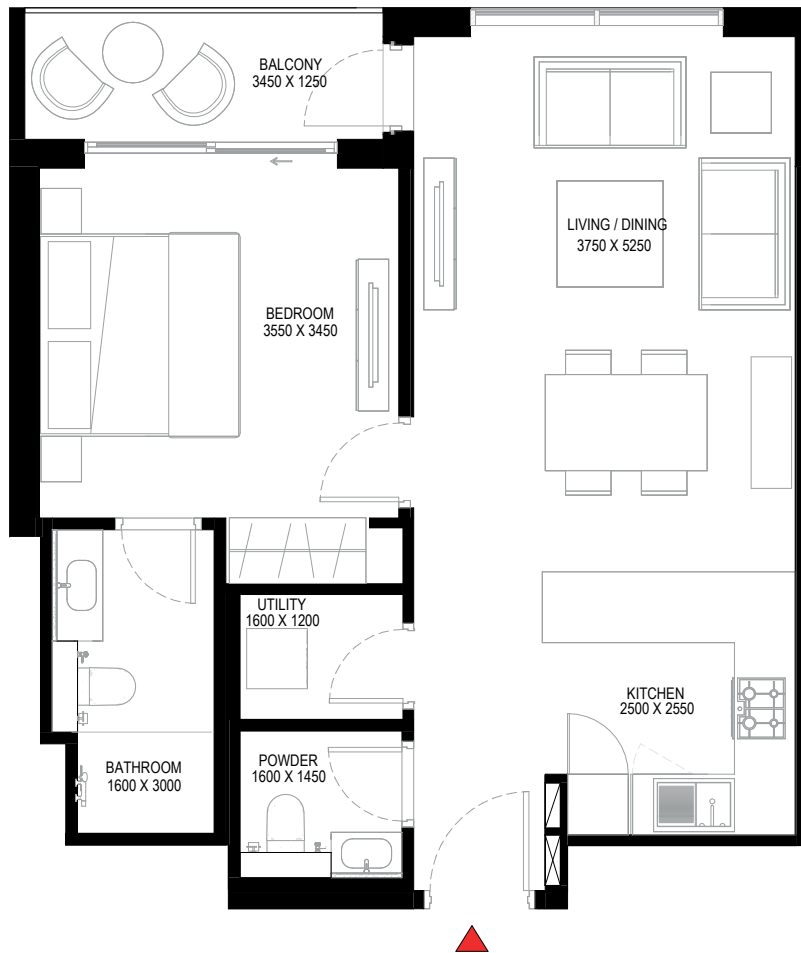 BALCONY
3450 X 1250
LIVING / DINING
3750 X 5250
BEDROOM
3550 X 3450
UTILITY
1600 X 1200
KITCHEN
2500 X 2550
POWDER
1600 X 1450
BATHROOM
1600 X 3000